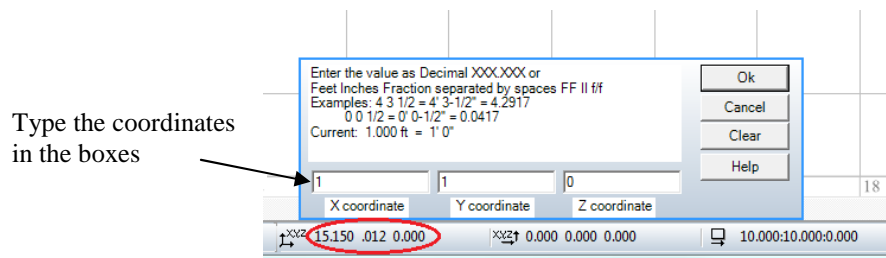 Enter the value as Decimal XXX.XXX or
Feet Inches Fraction separated by spaces FF II f/f
Examples: 4 3 1/2 = 4' 3-1/2" = 4.2917
0 0 1/2 = 0' 0-1/2" = 0.0417
Current: 1.000 ft = 1' 0"
Ok
Cancel
Clear
Help
Type the coordinates
in the boxes
1 1 0
X coordinate Y coordinate Z coordinate
18
XYZ 15.150 .012 0.000 XYZ 0.000 0.000 0.000 10.000:10.000:0.000